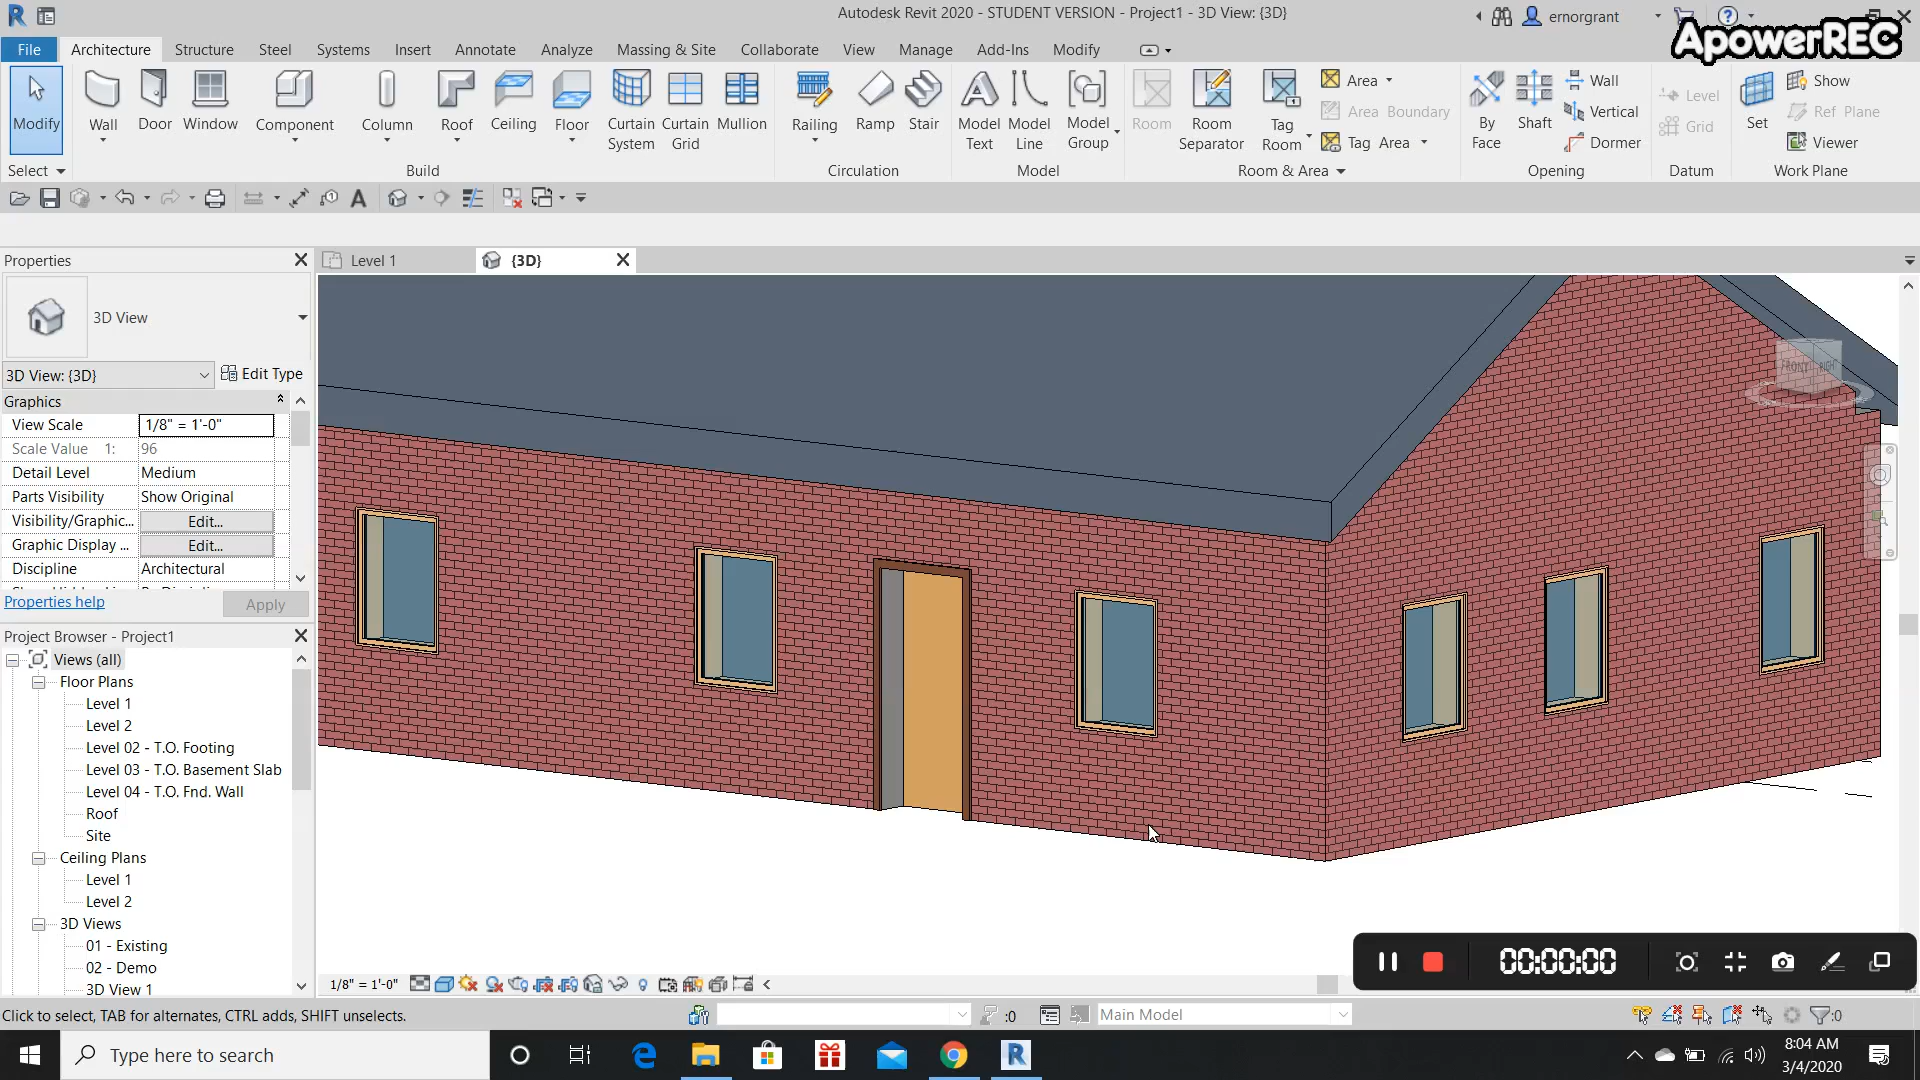 Autodesk Revit 2020 - STUDENT VERSION - Project1 - 3D View: {3D}
ernorgrant
ApowerREC
File Architecture Structure Steel Systems Insert Annotate Analyze Massing & Site Collaborate View Manage Add-Ins Modify
Modify Wall Door Window Component Column Roof Ceiling Floor Curtain System Curtain Grid Mullion Railing Ramp Stair Model Text Model Line Model Group Room Room Separator Tag Room
Area
Area Boundary
Tag Area
By Face Shaft
Wall
Vertical
Dormer
Level
Grid
Set
Show
Ref Plane
Viewer
Select Build Circulation Model Room & Area Opening Datum Work Plane
Properties
Level 1 {3D}
3D View
3D View: {3D} Edit Type
Graphics
View Scale 1/8" = 1'-0"
Scale Value 1: 96
Detail Level Medium
Parts Visibility Show Original
Visibility/Graphic... Edit...
Graphic Display ... Edit...
Discipline Architectural
Properties help Apply
Project Browser - Project1
Views (all)
Floor Plans
Level 1
Level 2
Level 02 - T.O. Footing
Level 03 - T.O. Basement Slab
Level 04 - T.O. Fnd. Wall
Roof
Site
Ceiling Plans
Level 1
Level 2
3D Views
01 - Existing
02 - Demo
3D View 1
FRONT RIGHT
00:00:00
1/8" = 1'-0"
Click to select, TAB for alternates, CTRL adds, SHIFT unselects.
:0
Main Model
:0
Type here to search
8:04 AM
3/4/2020